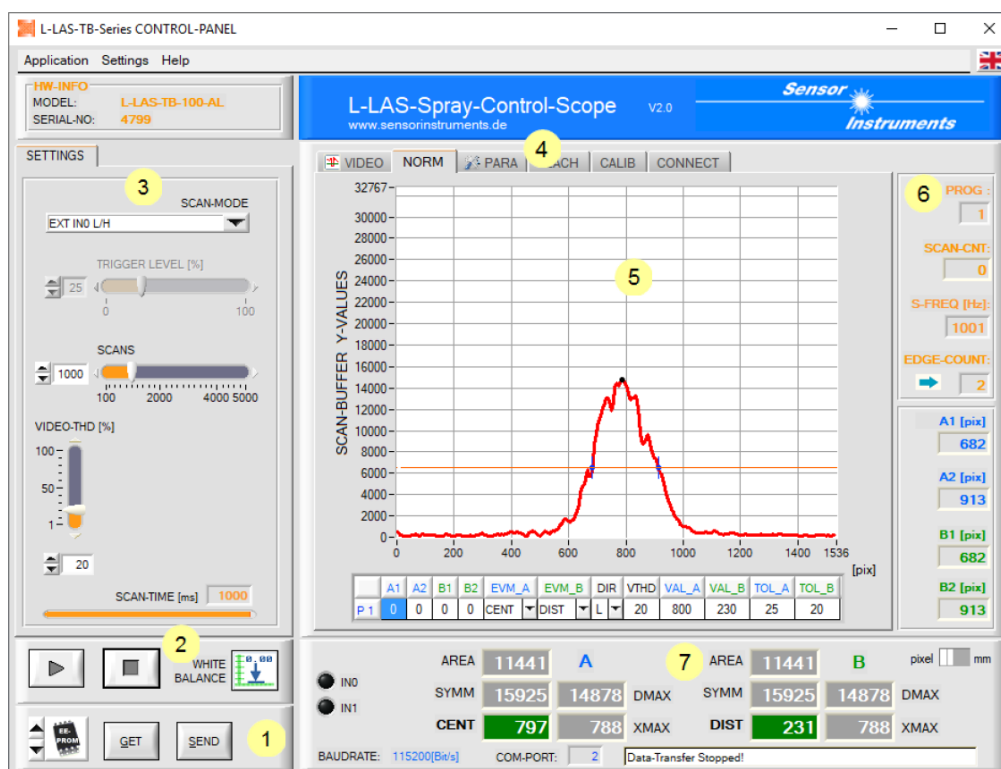 L-LAS-TB-Series CONTROL-PANEL
Application Settings Help
HW-INFO
MODEL: L-LAS-TB-100-AL
SERIAL-NO: 4799
L-LAS-Spray-Control-Scope V2.0
www.sensorinstruments.de
Sensor
Instruments
SETTINGS
3
SCAN-MODE
EXT IN0 L/H
TRIGGER LEVEL [%]
25
0 100
SCANS
1000
100 2000 4000 5000
VIDEO-THD [%]
100
50
1
20
SCAN-TIME [ms] 1000
2
WHITE
BALANCE
0.00
EE-
PROM
GET SEND 1
VIDEO NORM PARA 4 ACH CALIB CONNECT
SCAN-BUFFER Y-VALUES
32767
30000
28000
26000
24000
22000
20000
18000
16000
14000
12000
10000
8000
6000
4000
2000
0
5
0 200 400 600 800 1000 1200 1400 1536
[pix]
A1 A2 B1 B2 EVM_A EVM_B DIR VTHD VAL_A VAL_B TOL_A TOL_B
P 1 0 0 0 0 CENT DIST L 20 800 230 25 20
6
PROG :
1
SCAN-CNT:
0
S-FREQ [Hz]:
1001
EDGE-COUNT:
2
A1 [pix]
682
A2 [pix]
913
B1 [pix]
682
B2 [pix]
913
IN0
IN1
AREA 11441 A
SYMM 15925 14878 DMAX
CENT 797 788 XMAX
7
AREA 11441 B
SYMM 15925 14878 DMAX
DIST 231 788 XMAX
pixel mm
BAUDRATE: 115200[Bit/s] COM-PORT: 2 Data-Transfer Stopped!